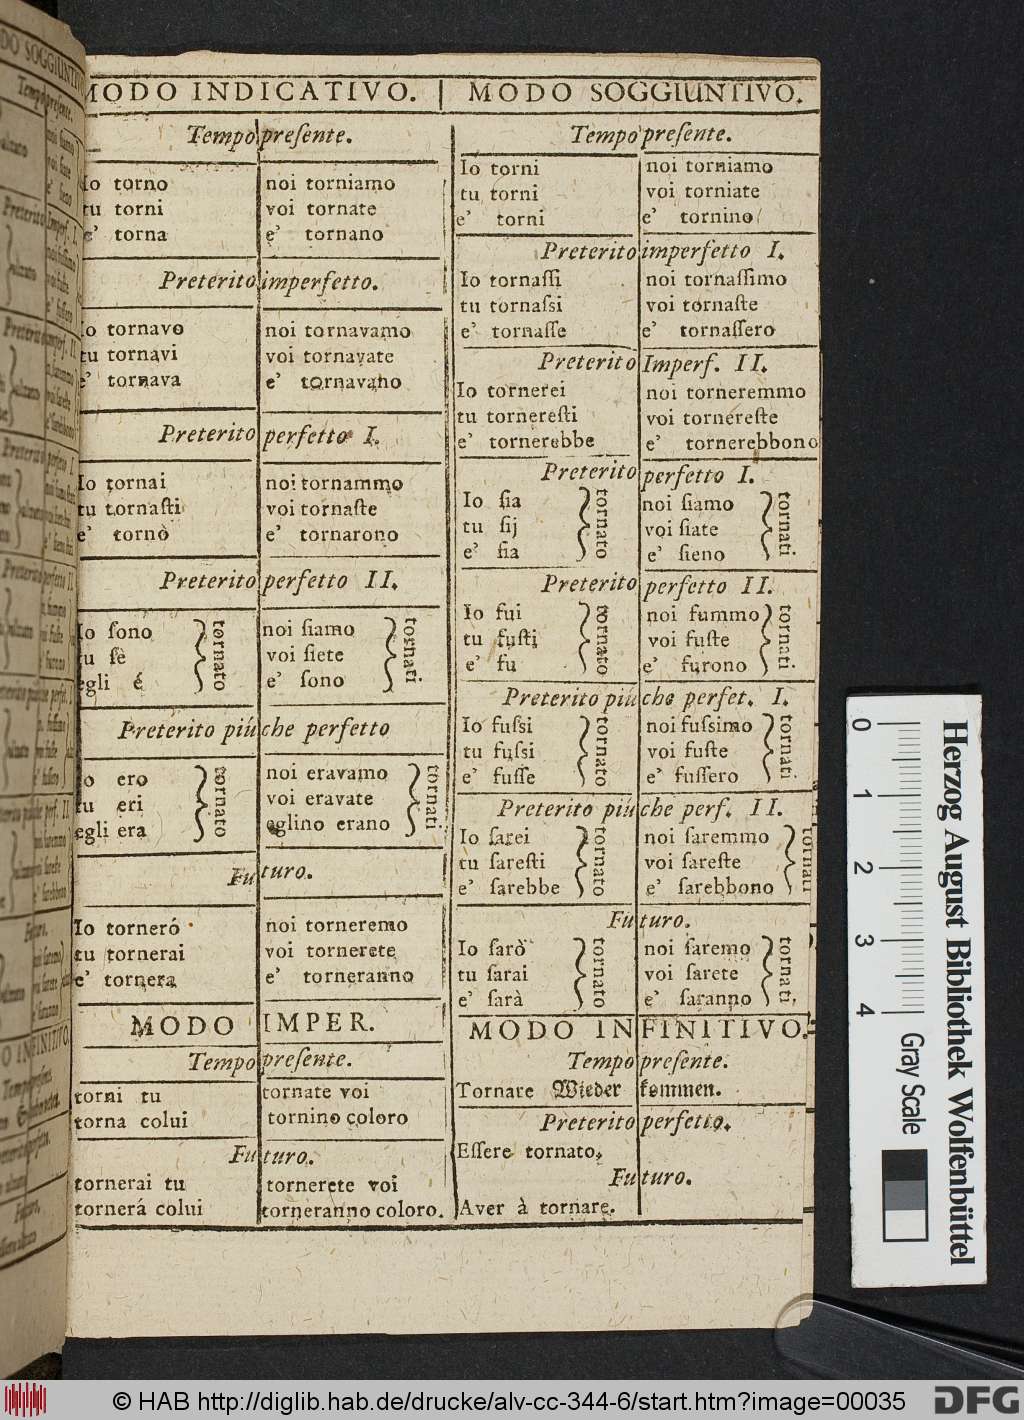 MODO INDICATIVO.
Tempo presente.
Io torno noi torniamo
tu torni voi tornate
e' torna e' tornano
Preterito imperfetto.
Io tornavo noi tornavamo
tu tornavi voi tornavate
e' tornava e' tornavano
Preterito perfetto I.
Io tornai noi tornammo
tu tornaſti voi tornaſte
e' tornò e' tornarono
Preterito perfetto II.
Io ſono noi ſiamo
tu ſè voi ſiete
egli é e' ſono
tornato tornati
Preterito piú che perfetto
Io ero noi eravamo
tu eri voi eravate
egli era eglino erano
tornato tornati
Futuro.
Io torneró noi torneremo
tu tornerai voi tornerete
e' tornera e' torneranno
MODO IMPER.
Tempo preſente.
torni tu tornate voi
torna colui tornino coloro
Futuro.
tornerai tu tornerete voi
tornerá colui torneranno coloro.
MODO SOGGIUNTIVO.
Tempo preſente.
Io torni noi torniamo
tu torni voi torniate
e' torni e' tornino
Preterito imperfetto I.
Io tornaſſi noi tornaſſimo
tu tornaſsi voi tornaſte
e' tornaſſe e' tornaſſero
Preterito Imperf. II.
Io tornerei noi torneremmo
tu tornereſti voi tornereſte
e' tornerebbe e' tornerebbono
Preterito perfetto I.
Io ſia noi ſiamo
tu ſij voi ſiate
e' ſia e' ſieno
tornato tornati
Preterito perfetto II.
Io fui noi fummo
tu fuſti voi fuſte
e' fu e' furono
tornato tornati
Preterito piú che perfet. I.
Io fuſsi noi fuſsimo
tu fuſsi voi fuſte
e' fuſſe e' fuſſero
tornato tornati
Preterito piú che perf. II.
Io ſarei noi ſaremmo
tu ſareſti voi ſareſte
e' ſarebbe e' ſarebbono
tornato tornati
Futuro.
Io ſarò noi ſaremo
tu ſarai voi ſarete
e' ſarà e' ſaranno
tornato tornati.
MODO INFINITIVO.
Tempo preſente.
Tornare Wieder kommen.
Preterito perfetto.
Eſſere tornato.
Futuro.
Aver à tornare.
0 1 2 3 4
Herzog August Bibliothek Wolfenbüttel
Gray Scale
© HAB http://diglib.hab.de/drucke/alv-cc-344-6/start.htm?image=00035
DFG